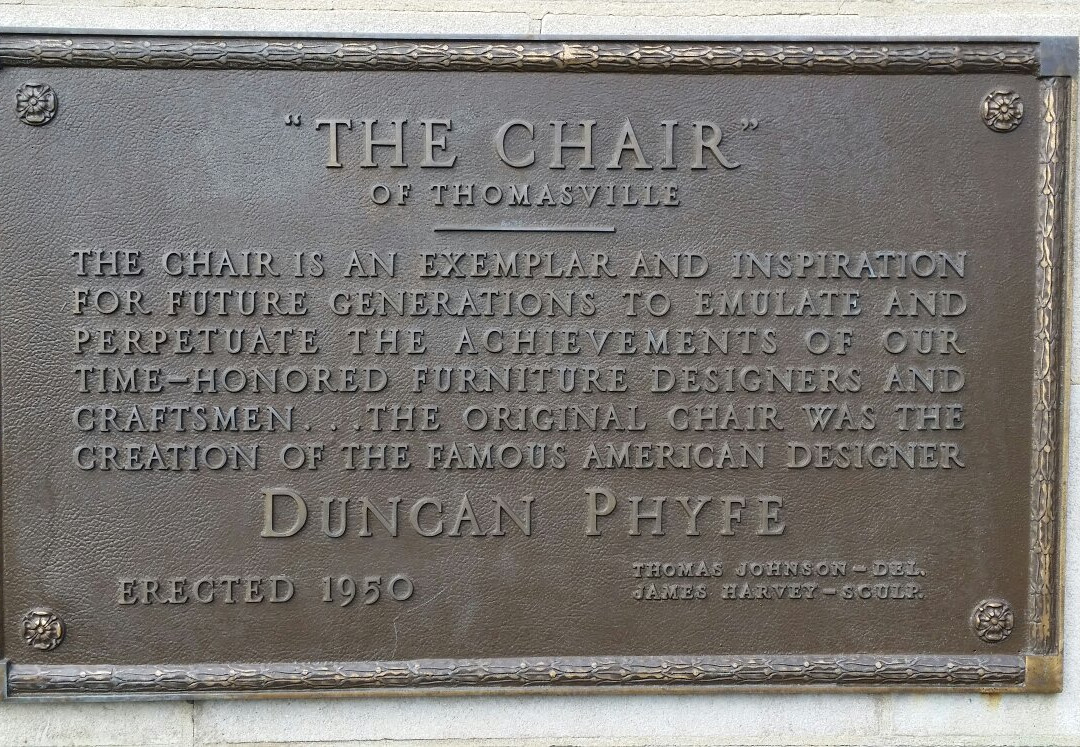 “THE CHAIR”
OF THOMASVILLE
THE CHAIR IS AN EXEMPLAR AND INSPIRATION
FOR FUTURE GENERATIONS TO EMULATE AND
PERPETUATE THE ACHIEVEMENTS OF OUR
TIME—HONORED FURNITURE DESIGNERS AND
CRAFTSMEN. . .THE ORIGINAL CHAIR WAS THE
CREATION OF THE FAMOUS AMERICAN DESIGNER
DUNCAN PHYFE
ERECTED 1950
THOMAS JOHNSON — DEL.
JAMES HARVEY — SCULP.